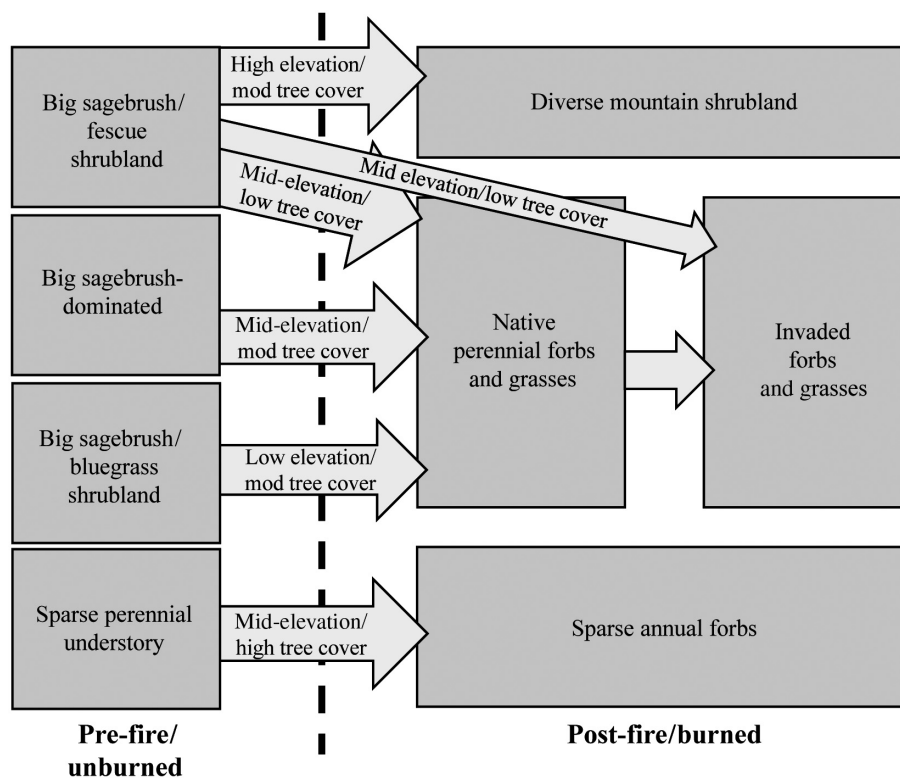 Big sagebrush/
fescue
shrubland
High elevation/
mod tree cover
Diverse mountain shrubland
Mid elevation/low tree cover
Mid-elevation/
low tree cover
Big sagebrush-
dominated
Mid-elevation/
mod tree cover
Native
perennial forbs
and grasses
Invaded
forbs
and grasses
Big sagebrush/
bluegrass
shrubland
Low elevation/
mod tree cover
Sparse perennial
understory
Mid-elevation/
high tree cover
Sparse annual forbs
Pre-fire/
unburned
Post-fire/burned